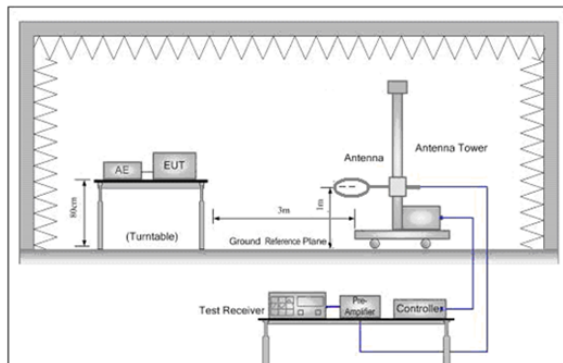 Antenna Tower
Antenna
AE
EUT
80cm
(Turntable)
3m
1m
Ground Reference Plane
Test Receiver
Pre-
Amplifier
Controller